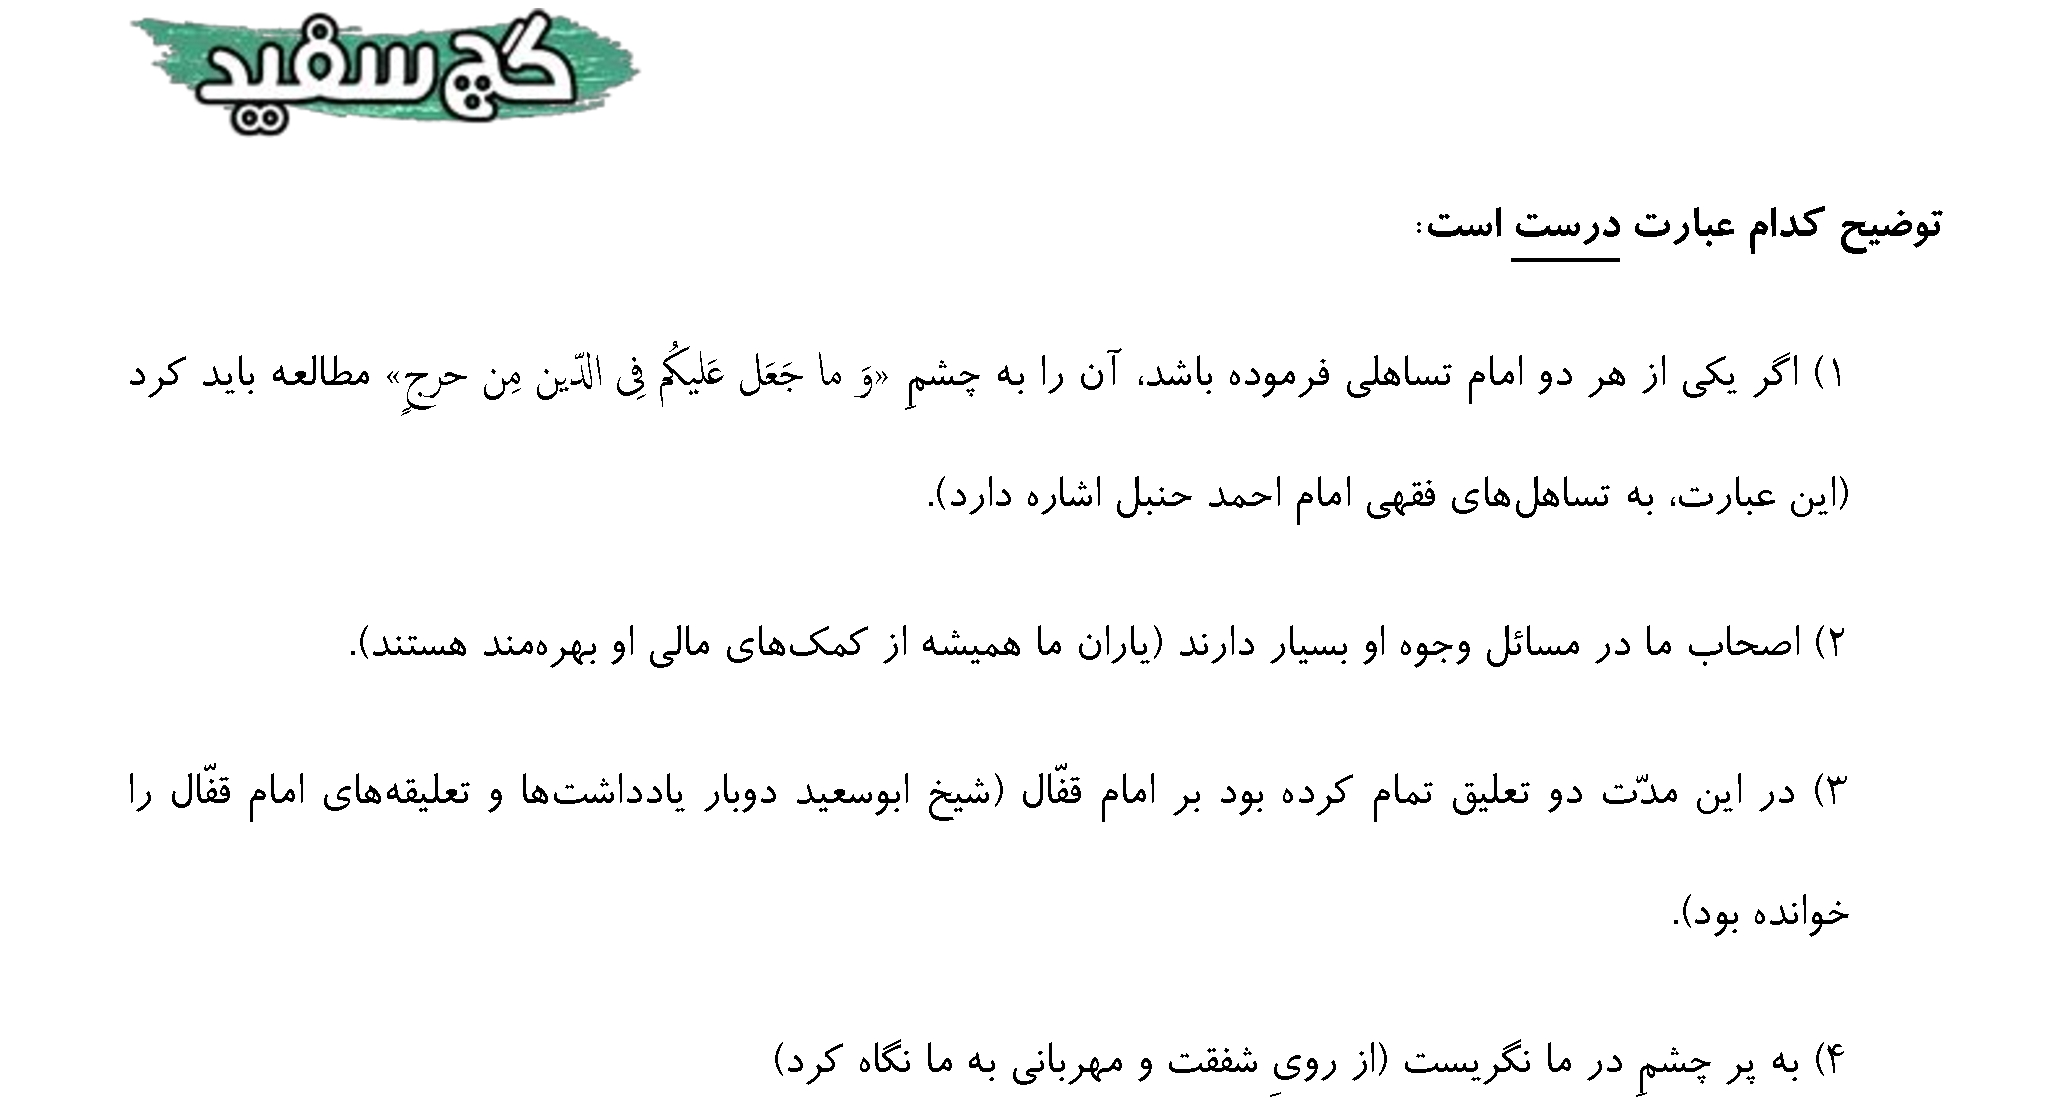 گچ سفید
توضیح کدام عبارت درست است:
۱) اگر یکی از هر دو امام تساهلی فرموده باشد، آن را به چشمِ «وَ ما جَعَل عَلیکُم فِی الدّین مِن حرجٍ» مطالعه باید کرد
(این عبارت، به تساهل‌های فقهی امام احمد حنبل اشاره دارد).
۲) اصحاب ما در مسائل وجوه او بسیار دارند (یاران ما همیشه از کمک‌های مالی او بهره‌مند هستند).
۳) در این مدّت دو تعلیق تمام کرده بود بر امام قفّال (شیخ ابوسعید دوبار یادداشت‌ها و تعلیقه‌های امام قفّال را
خوانده بود).
۴) به پر چشمِ در ما نگریست (از رویِ شفقت و مهربانی به ما نگاه کرد)